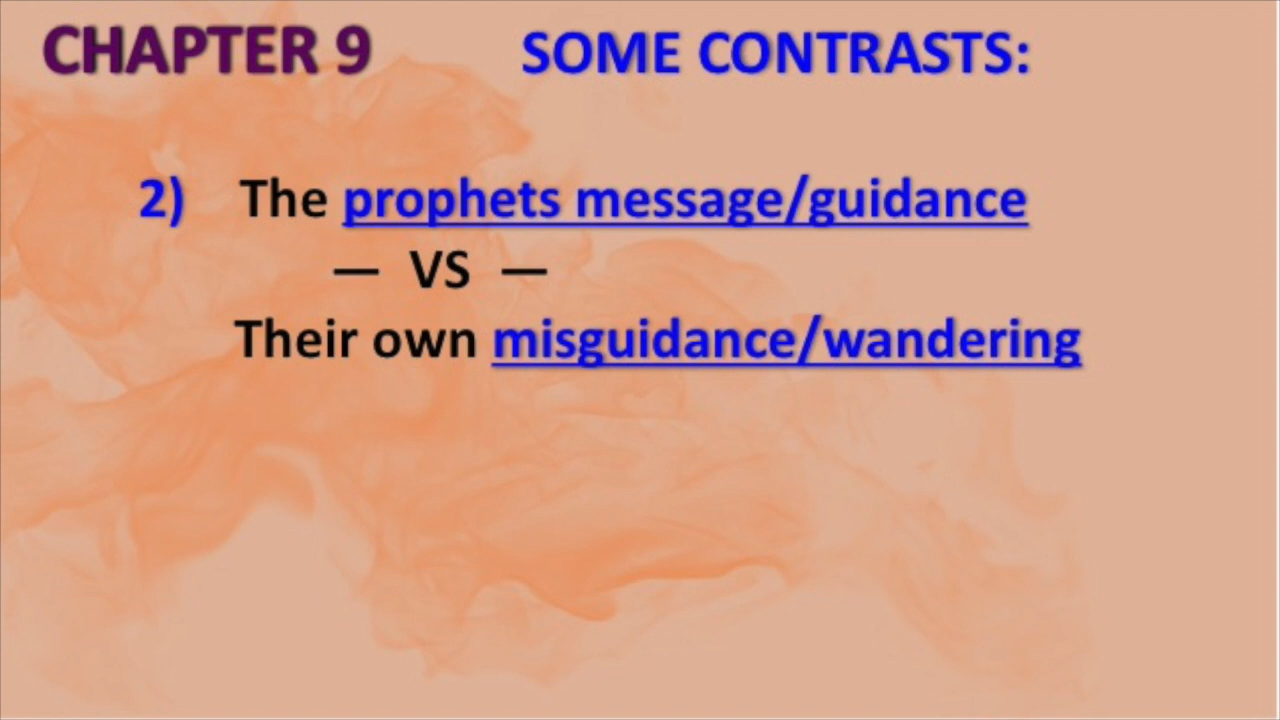 CHAPTER 9 SOME CONTRASTS:
2) The prophets message/guidance
— VS —
Their own misguidance/wandering